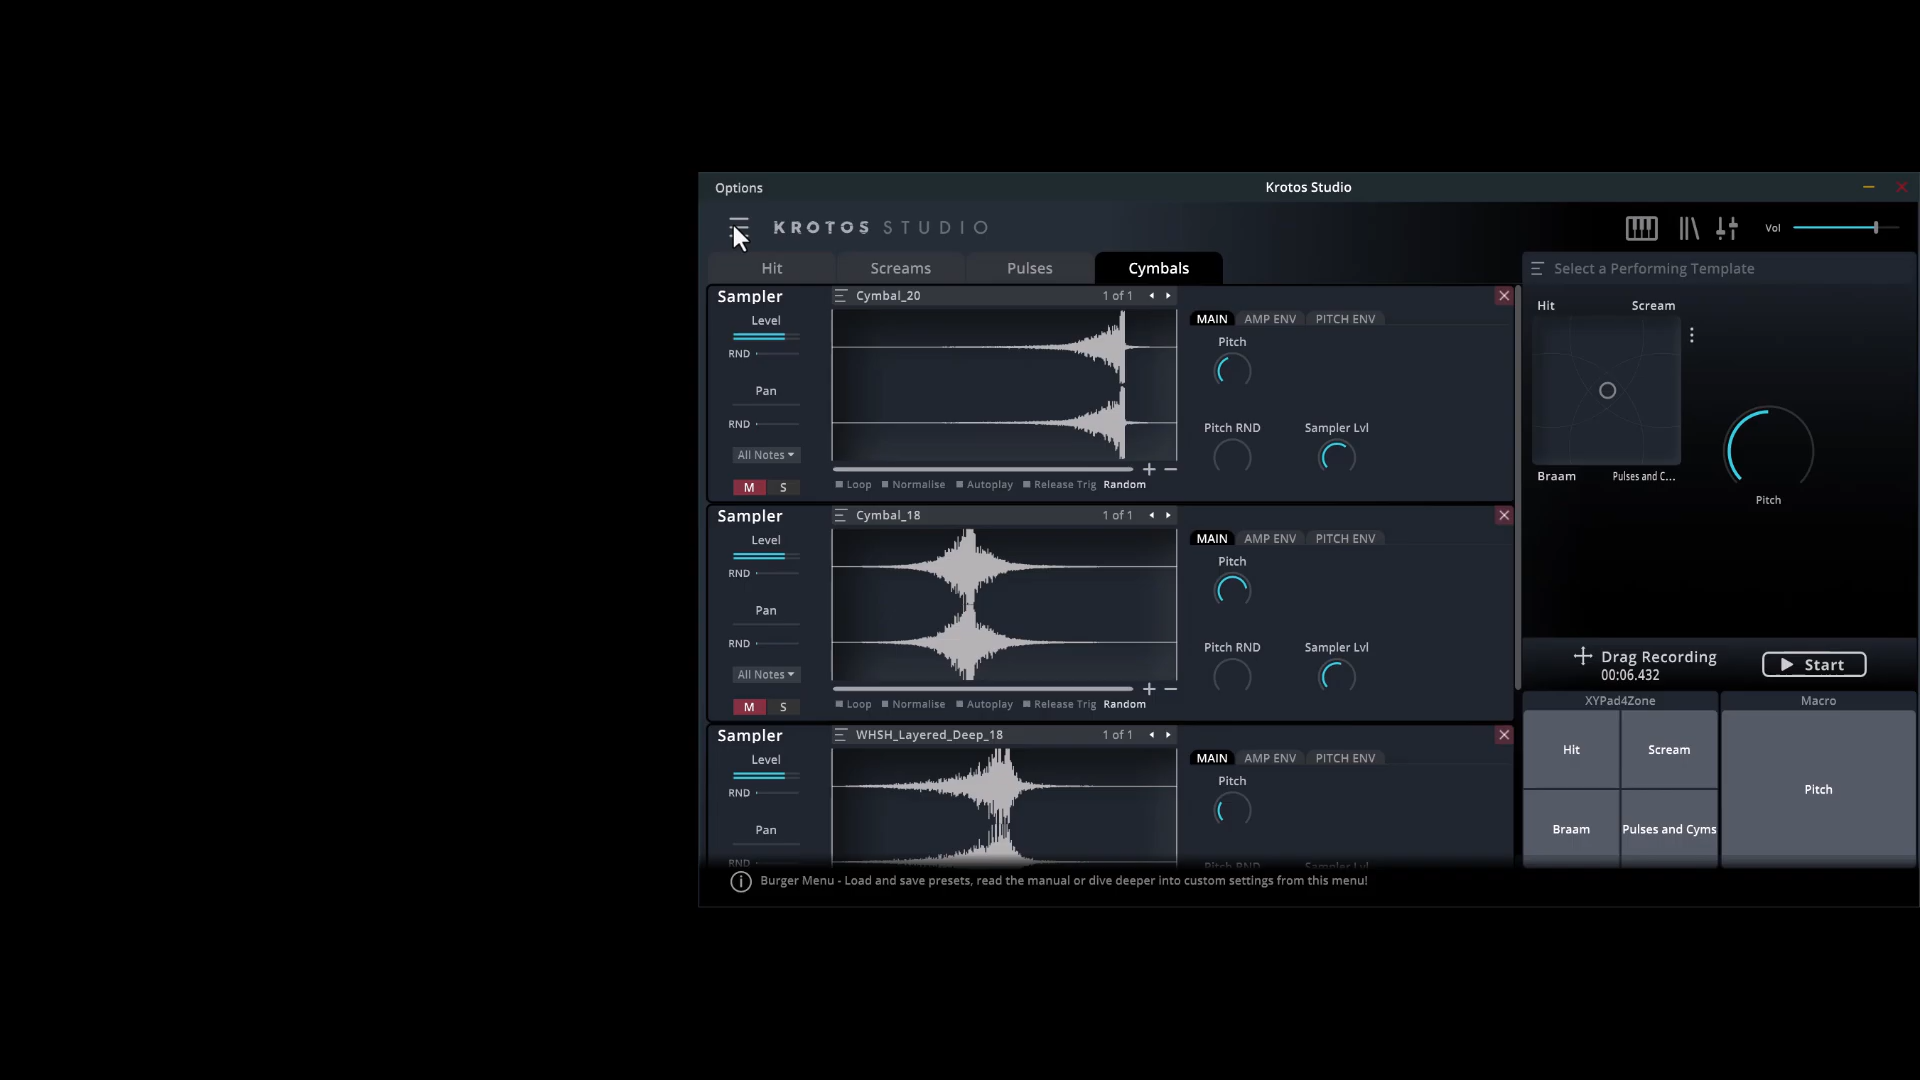 Options
Krotos Studio
KROTOS STUDIO
Vol
Hit
Screams
Pulses
Cymbals
Select a Performing Template
Sampler
Cymbal_20
1 of 1
Level
RND
Pan
RND
All Notes
M
S
Loop
Normalise
Autoplay
Release Trig
Random
MAIN
AMP ENV
PITCH ENV
Pitch
Pitch RND
Sampler Lvl
Sampler
Cymbal_18
1 of 1
Level
RND
Pan
RND
All Notes
M
S
Loop
Normalise
Autoplay
Release Trig
Random
MAIN
AMP ENV
PITCH ENV
Pitch
Pitch RND
Sampler Lvl
Sampler
WHSH_Layered_Deep_18
1 of 1
Level
RND
Pan
RND
MAIN
AMP ENV
PITCH ENV
Pitch
Pitch RND
Sampler Lvl
Hit
Scream
Braam
Pulses and C...
Pitch
Drag Recording
00:06.432
Start
XYPad4Zone
Macro
Hit
Scream
Braam
Pulses and Cyms
Pitch
Burger Menu - Load and save presets, read the manual or dive deeper into custom settings from this menu!